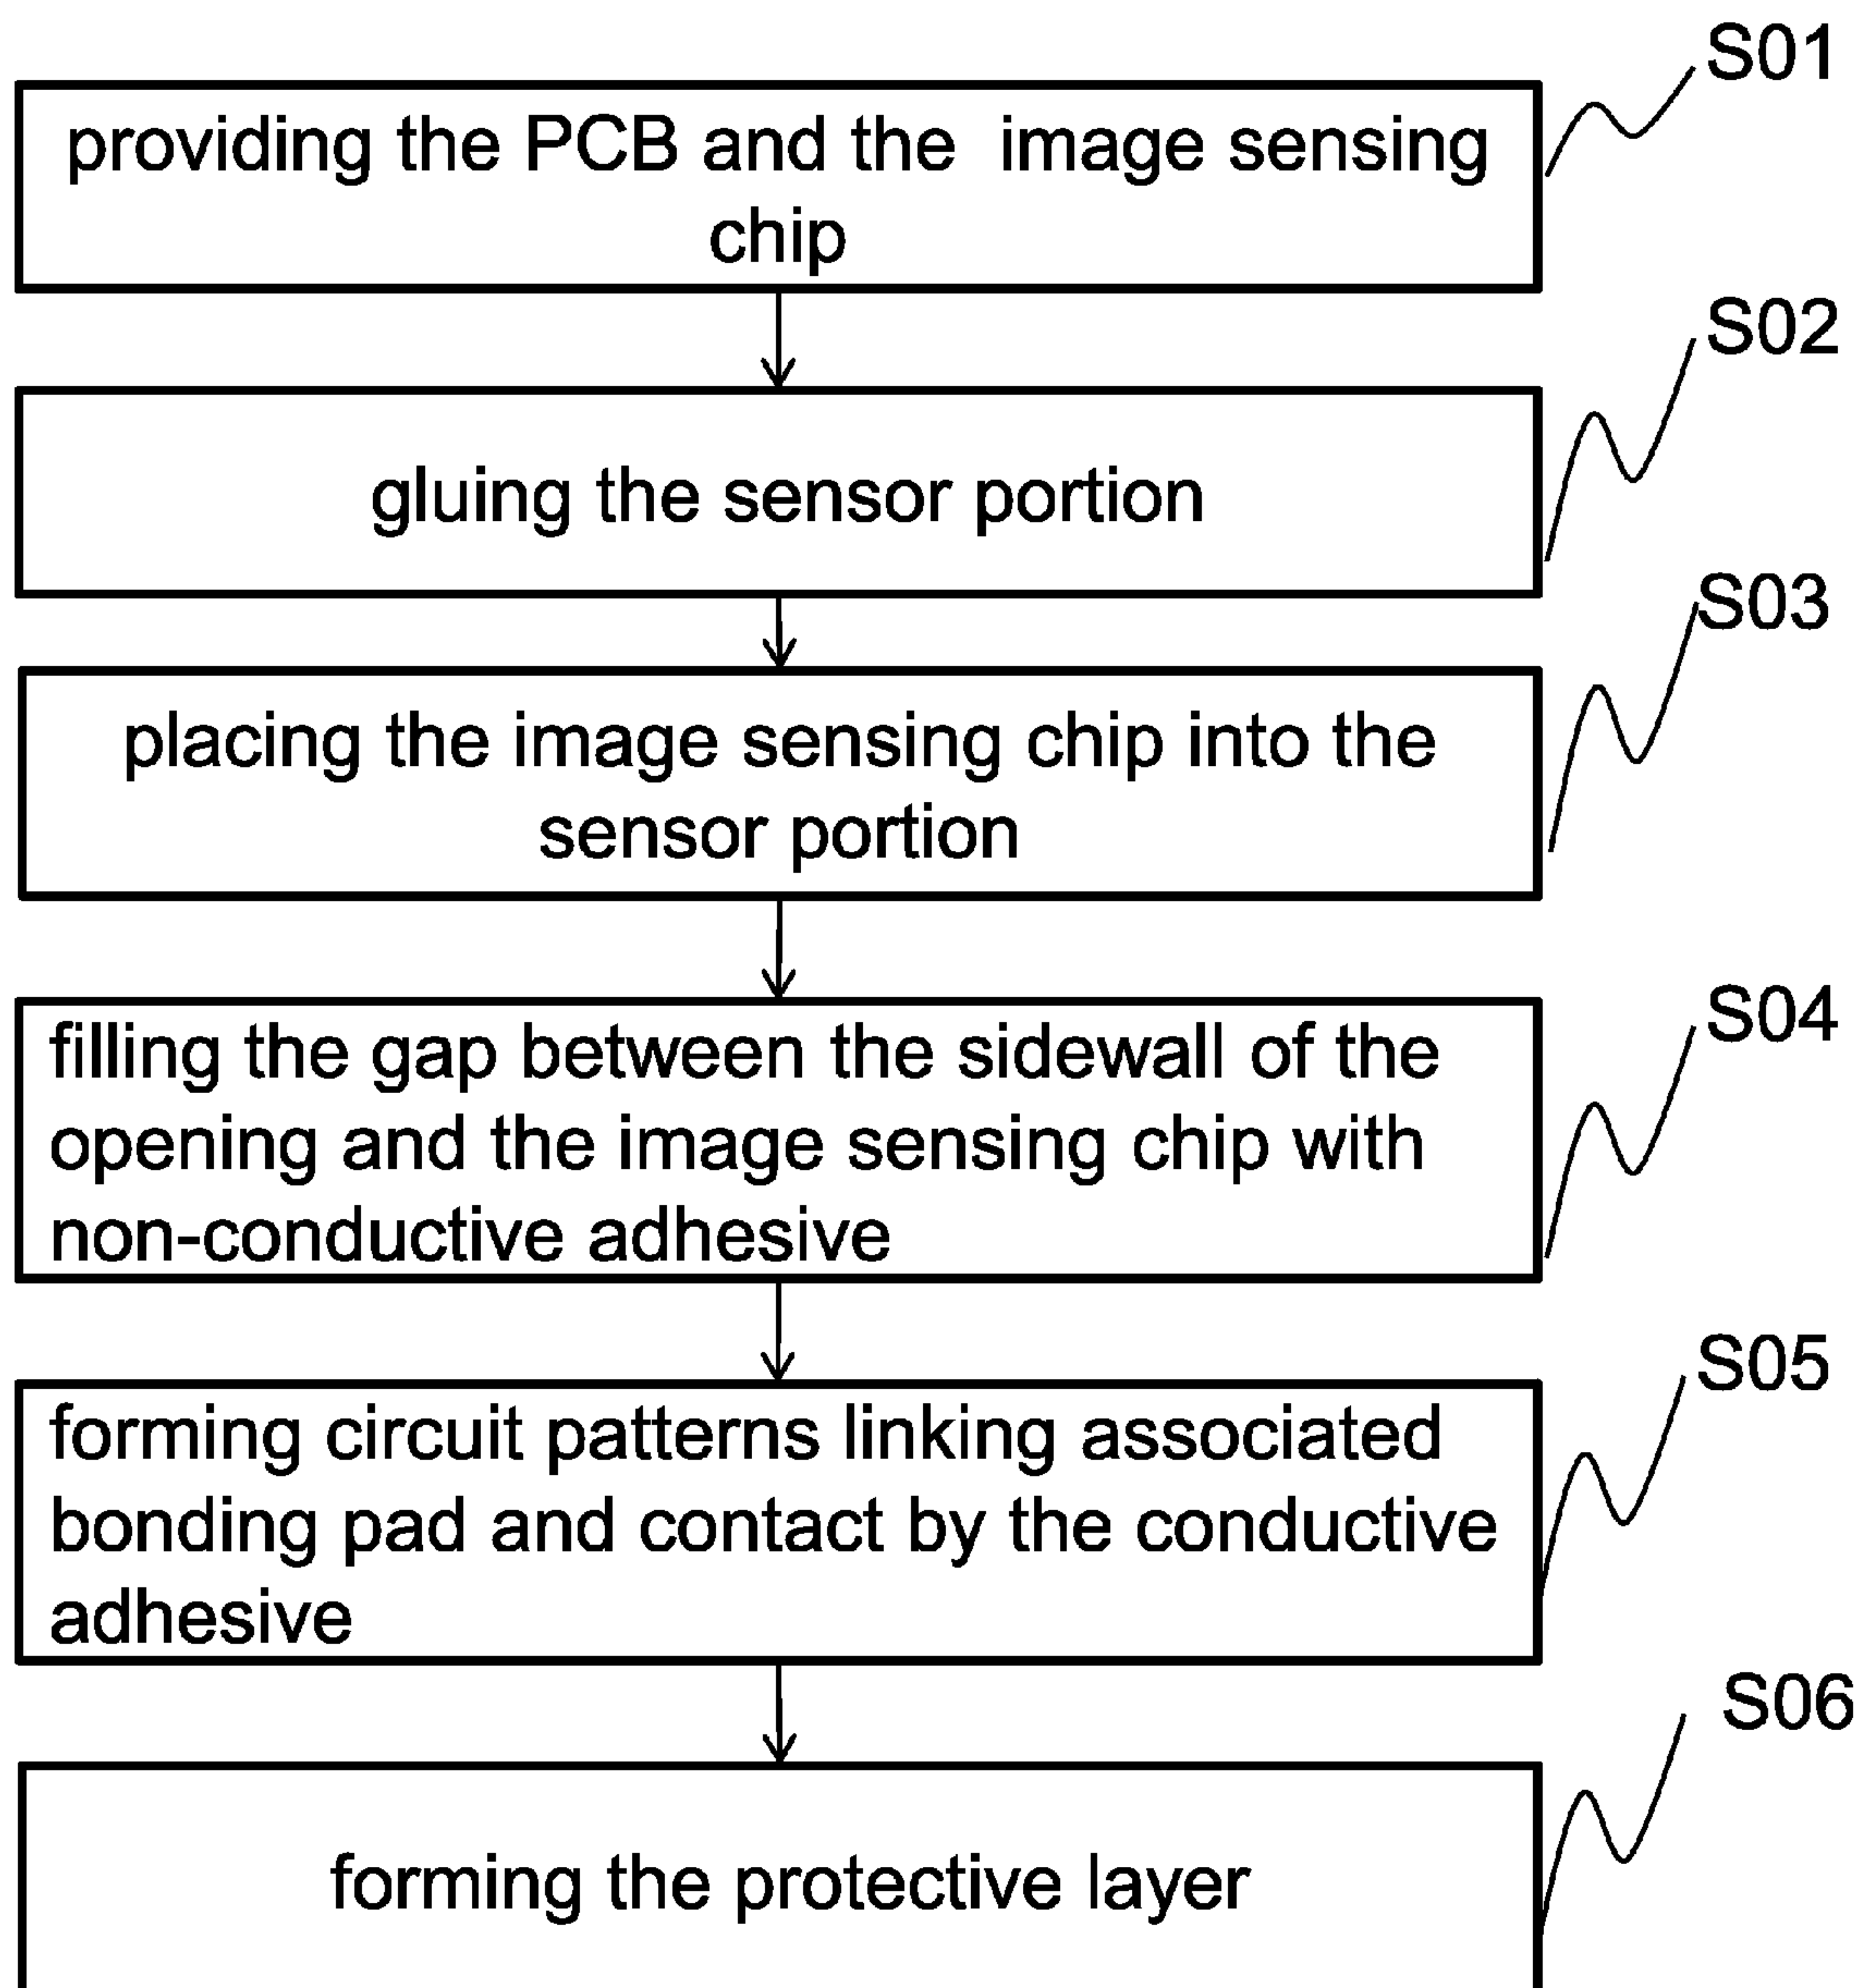 S01
providing the PCB and the image sensing
chip
S02
gluing the sensor portion
S03
placing the image sensing chip into the
sensor portion
S04
filling the gap between the sidewall of the
opening and the image sensing chip with
non-conductive adhesive
S05
forming circuit patterns linking associated
bonding pad and contact by the conductive
adhesive
S06
forming the protective layer